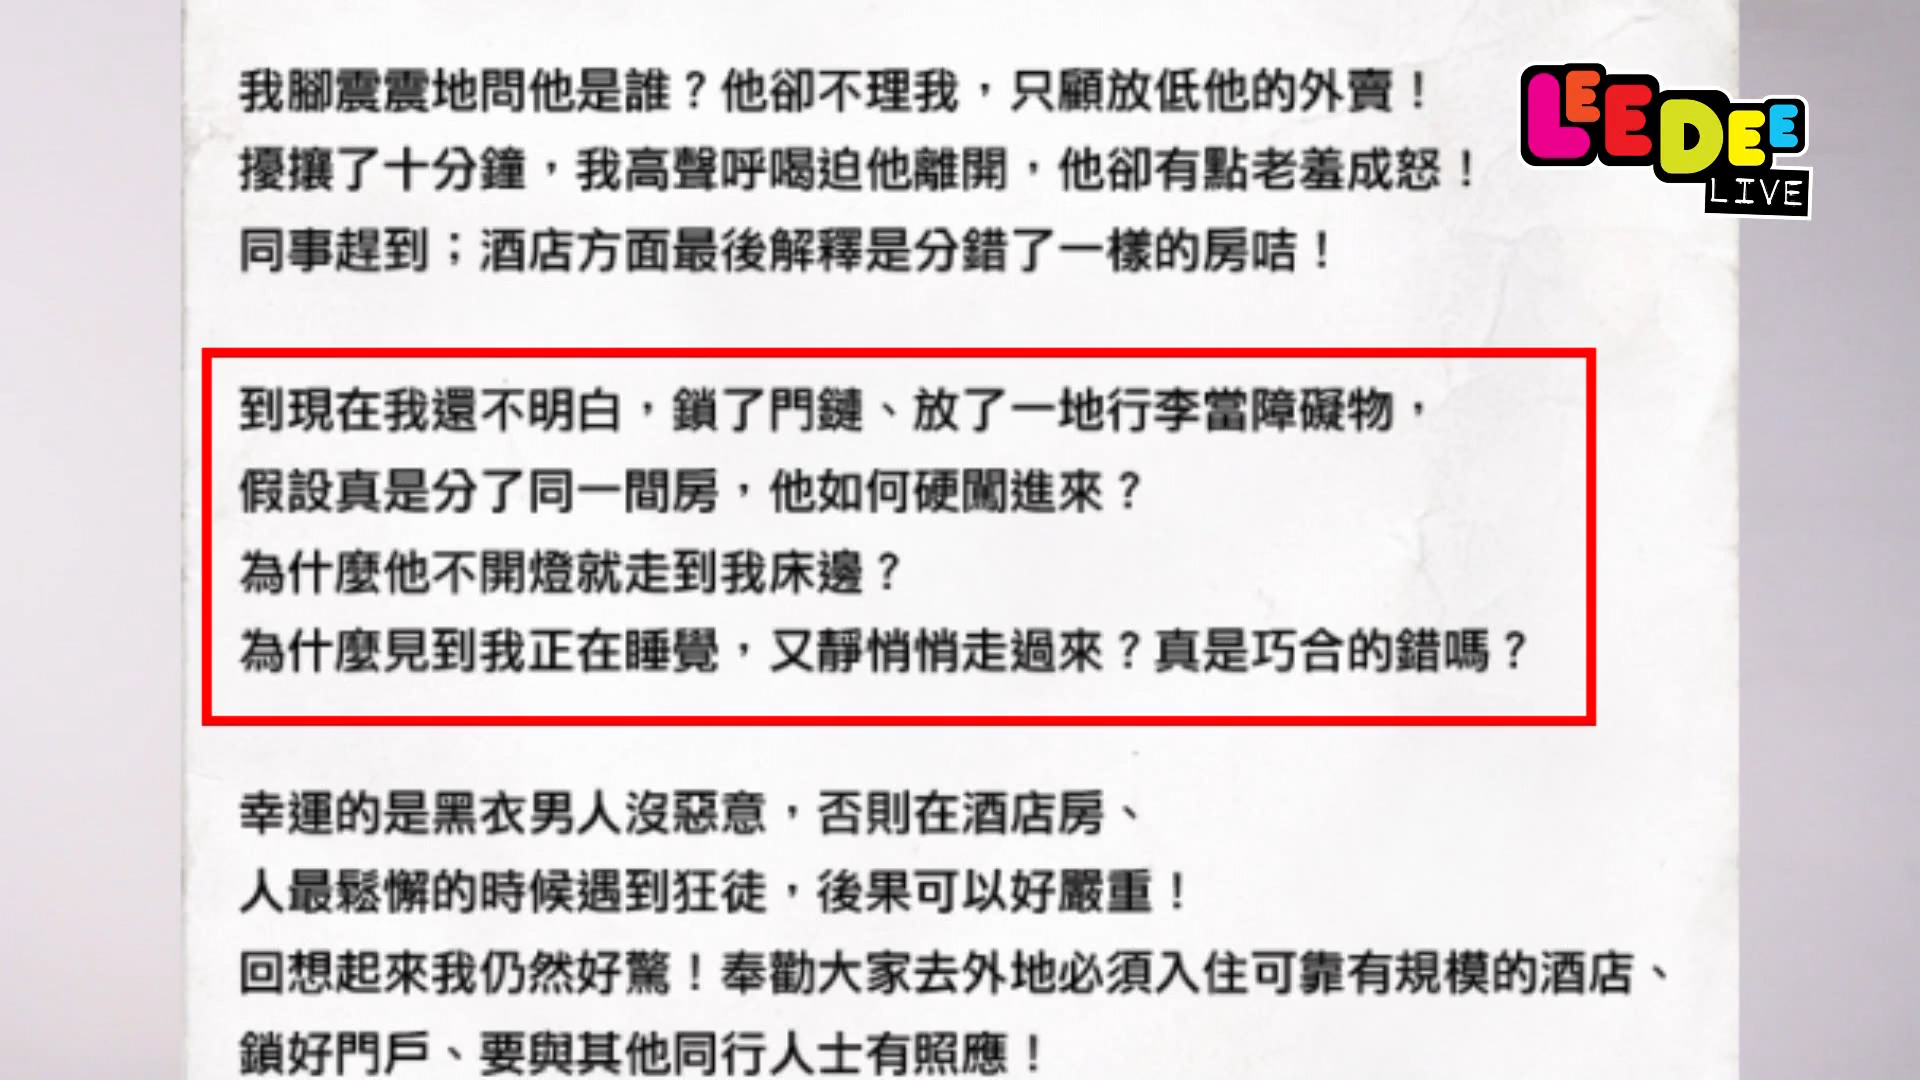 我腳震震地問他是誰？他卻不理我，只顧放低他的外賣！
擾攘了十分鐘，我高聲呼喝迫他離開，他卻有點老羞成怒！
同事趕到；酒店方面最後解釋是分錯了一樣的房咭！
到現在我還不明白，鎖了門鏈、放了一地行李當障礙物，
假設真是分了同一間房，他如何硬闖進來？
為什麼他不開燈就走到我床邊？
為什麼見到我正在睡覺，又靜悄悄走過來？真是巧合的錯嗎？
幸運的是黑衣男人沒惡意，否則在酒店房、
人最鬆懈的時候遇到狂徒，後果可以好嚴重！
回想起來我仍然好驚！奉勸大家去外地必須入住可靠有規模的酒店、
鎖好門戶、要與其他同行人士有照應！
LEEDEE
LIVE